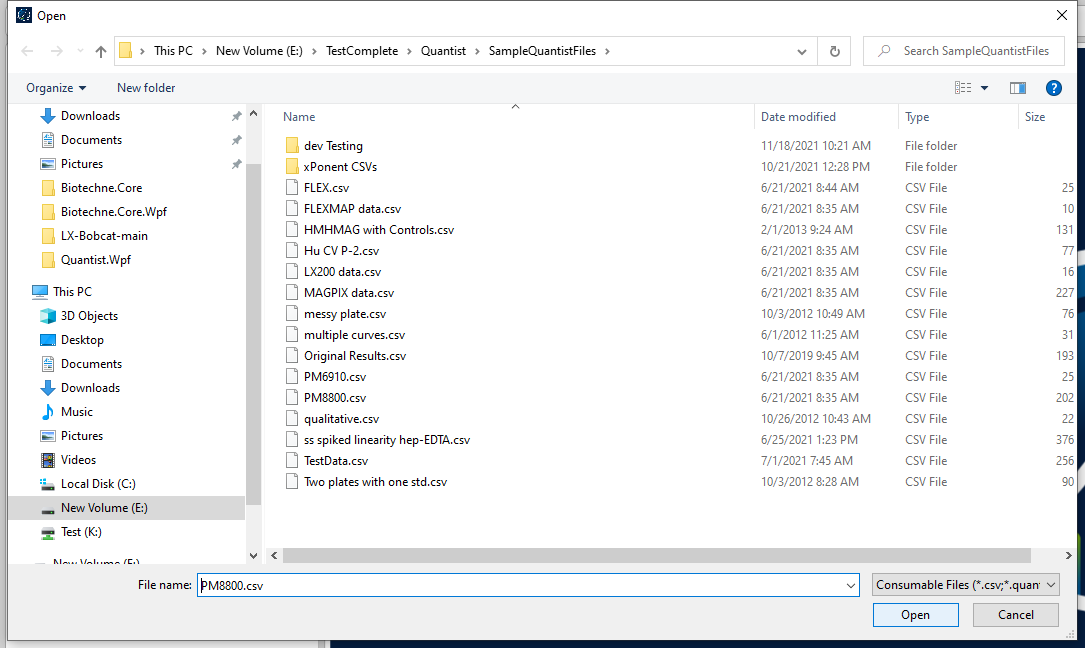 Open
This PC > New Volume (E:) > TestComplete > Quantist > SampleQuantistFiles >
Search SampleQuantistFiles
Organize
New folder
Downloads
Documents
Pictures
Biotechne.Core
Biotechne.Core.Wpf
LX-Bobcat-main
Quantist.Wpf
This PC
3D Objects
Desktop
Documents
Downloads
Music
Pictures
Videos
Local Disk (C:)
New Volume (E:)
Test (K:)
New Volume (E:)
Name Date modified Type Size
dev Testing 11/18/2021 10:21 AM File folder
xPonent CSVs 10/21/2021 12:28 PM File folder
FLEX.csv 6/21/2021 8:44 AM CSV File 25
FLEXMAP data.csv 6/21/2021 8:35 AM CSV File 10
HMHMAG with Controls.csv 2/1/2013 9:24 AM CSV File 131
Hu CV P-2.csv 6/21/2021 8:35 AM CSV File 77
LX200 data.csv 6/21/2021 8:35 AM CSV File 16
MAGPIX data.csv 6/21/2021 8:35 AM CSV File 227
messy plate.csv 10/3/2012 10:49 AM CSV File 76
multiple curves.csv 6/1/2012 11:25 AM CSV File 31
Original Results.csv 10/7/2019 9:45 AM CSV File 193
PM6910.csv 6/21/2021 8:35 AM CSV File 25
PM8800.csv 6/21/2021 8:35 AM CSV File 202
qualitative.csv 10/26/2012 10:43 AM CSV File 22
ss spiked linearity hep-EDTA.csv 6/25/2021 1:23 PM CSV File 376
TestData.csv 7/1/2021 7:45 AM CSV File 256
Two plates with one std.csv 10/3/2012 8:28 AM CSV File 90
File name: PM8800.csv
Consumable Files (*.csv;*.quan
Open
Cancel